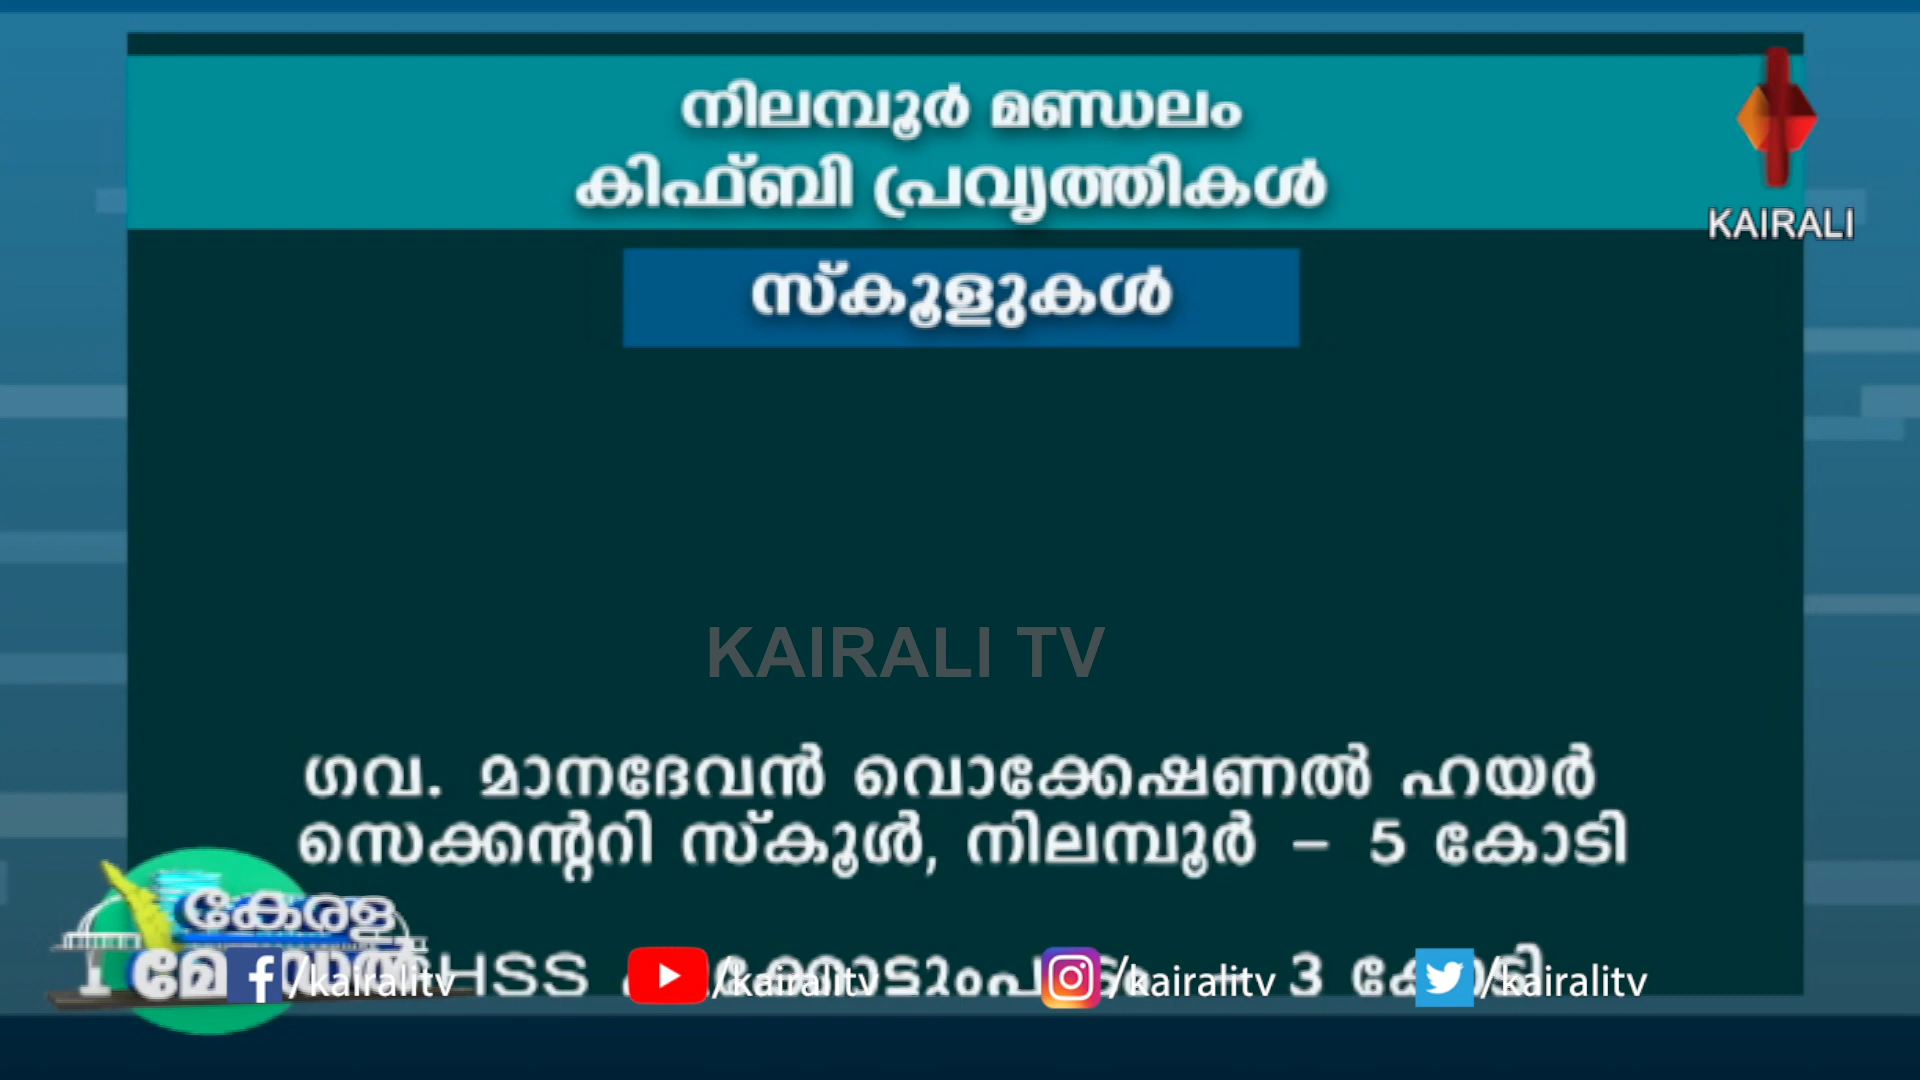 നിലമ്പൂർ മണ്ഡലം
കിഫ്ബി പ്രവൃത്തികൾ
KAIRALI
സ്കൂളുകൾ
KAIRALI TV
ഗവ. മാനദേവൻ വൊക്കേഷണൽ ഹയർ
സെക്കന്ററി സ്കൂൾ, നിലമ്പൂർ – 5 കോടി
കേരള
HSS – 3 കോടി
/kairalitv /kairalitv /kairalitv /kairalitv